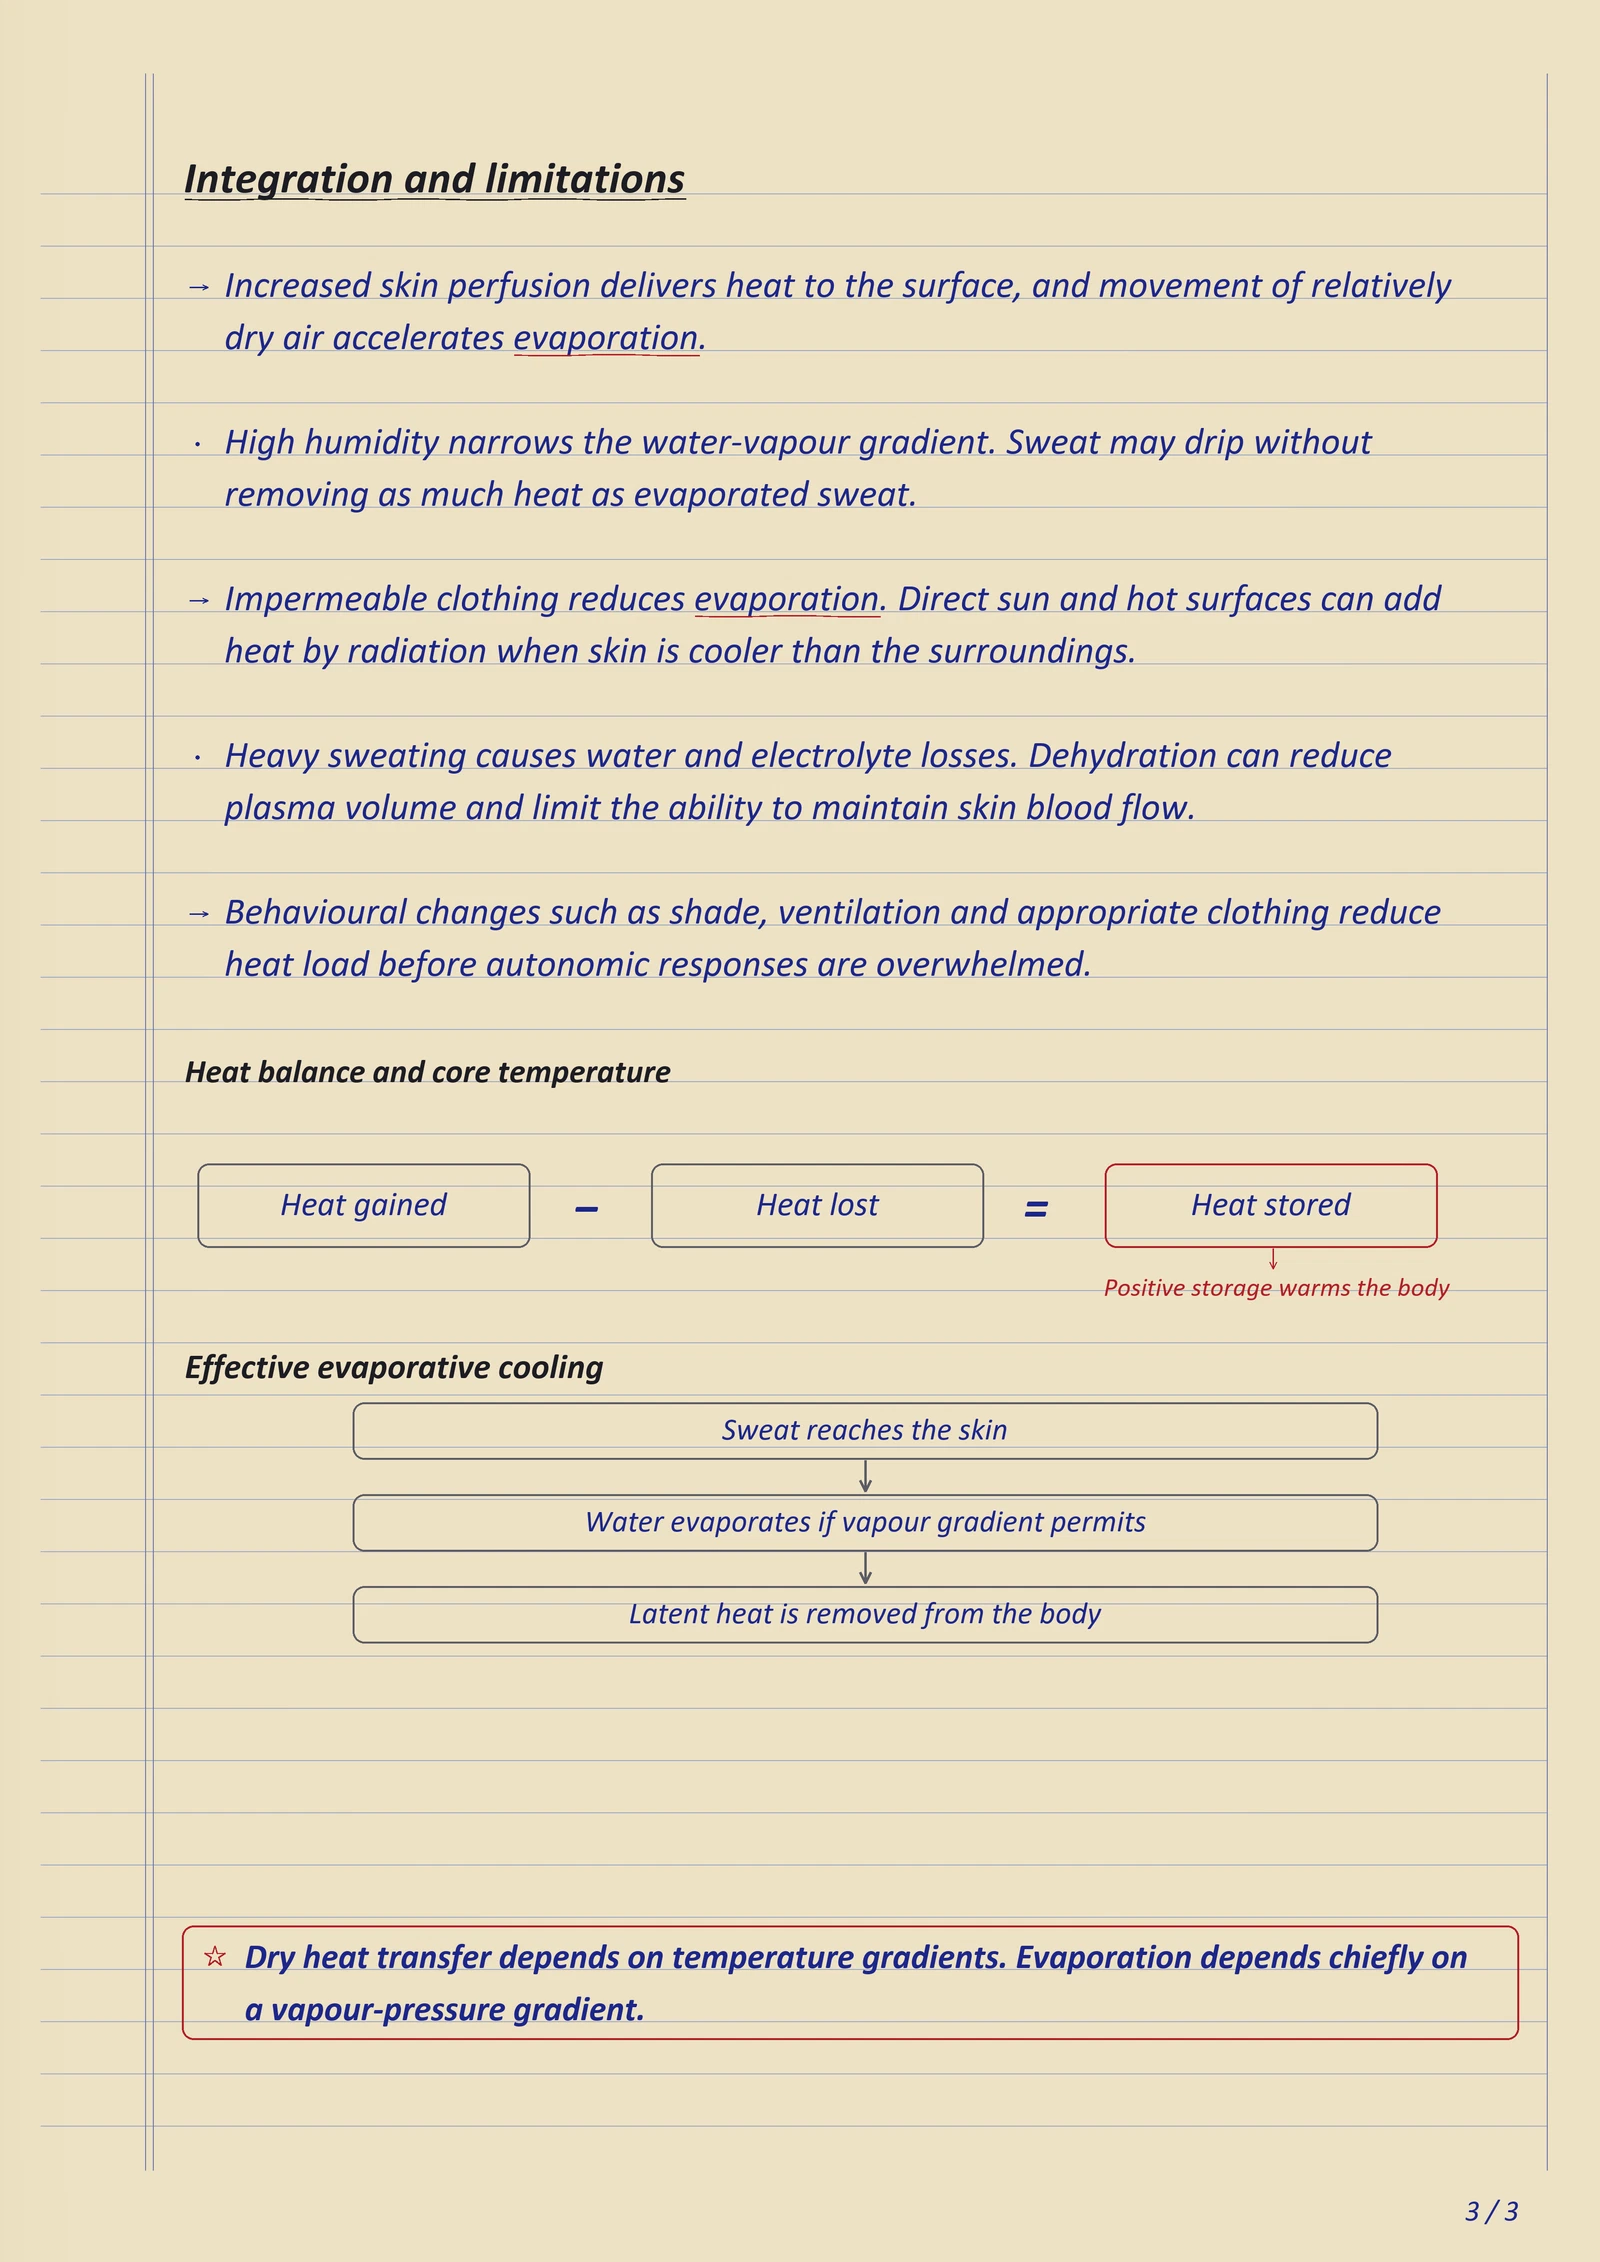 Integration and limitations
→ Increased skin perfusion delivers heat to the surface, and movement of relatively
dry air accelerates evaporation.
· High humidity narrows the water-vapour gradient. Sweat may drip without
removing as much heat as evaporated sweat.
→ Impermeable clothing reduces evaporation. Direct sun and hot surfaces can add
heat by radiation when skin is cooler than the surroundings.
· Heavy sweating causes water and electrolyte losses. Dehydration can reduce
plasma volume and limit the ability to maintain skin blood flow.
→ Behavioural changes such as shade, ventilation and appropriate clothing reduce
heat load before autonomic responses are overwhelmed.
Heat balance and core temperature
Heat gained – Heat lost = Heat stored
↓
Positive storage warms the body
Effective evaporative cooling
Sweat reaches the skin
↓
Water evaporates if vapour gradient permits
↓
Latent heat is removed from the body
☆ Dry heat transfer depends on temperature gradients. Evaporation depends chiefly on
a vapour-pressure gradient.
3 / 3